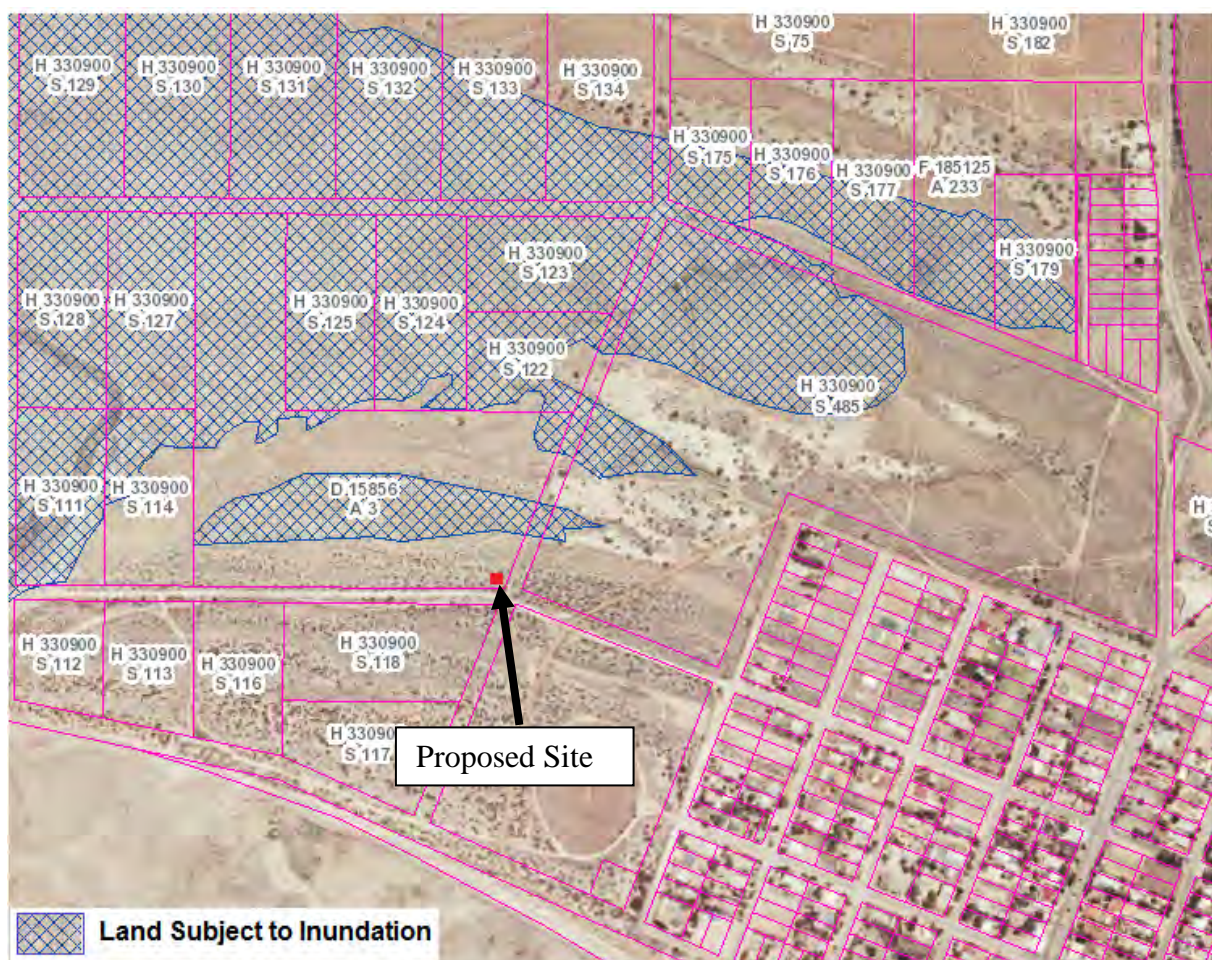 H 330900
S 75
H 330900
S 182
H 330900
S 129
H 330900
S 130
H 330900
S 131
H 330900
S 132
H 330900
S 133
H 330900
S 134
H 330900
S 175
H 330900
S 176
H 330900
S 177
F 185125
A 233
H 330900
S 179
H 330900
S 123
H 330900
S 128
H 330900
S 127
H 330900
S 125
H 330900
S 124
H 330900
S 122
H 330900
S 485
H 330900
S 111
H 330900
S 114
D 15856
A 3
H
S
H 330900
S 112
H 330900
S 113
H 330900
S 116
H 330900
S 118
H 33090
S 117
Proposed Site
Land Subject to Inundation